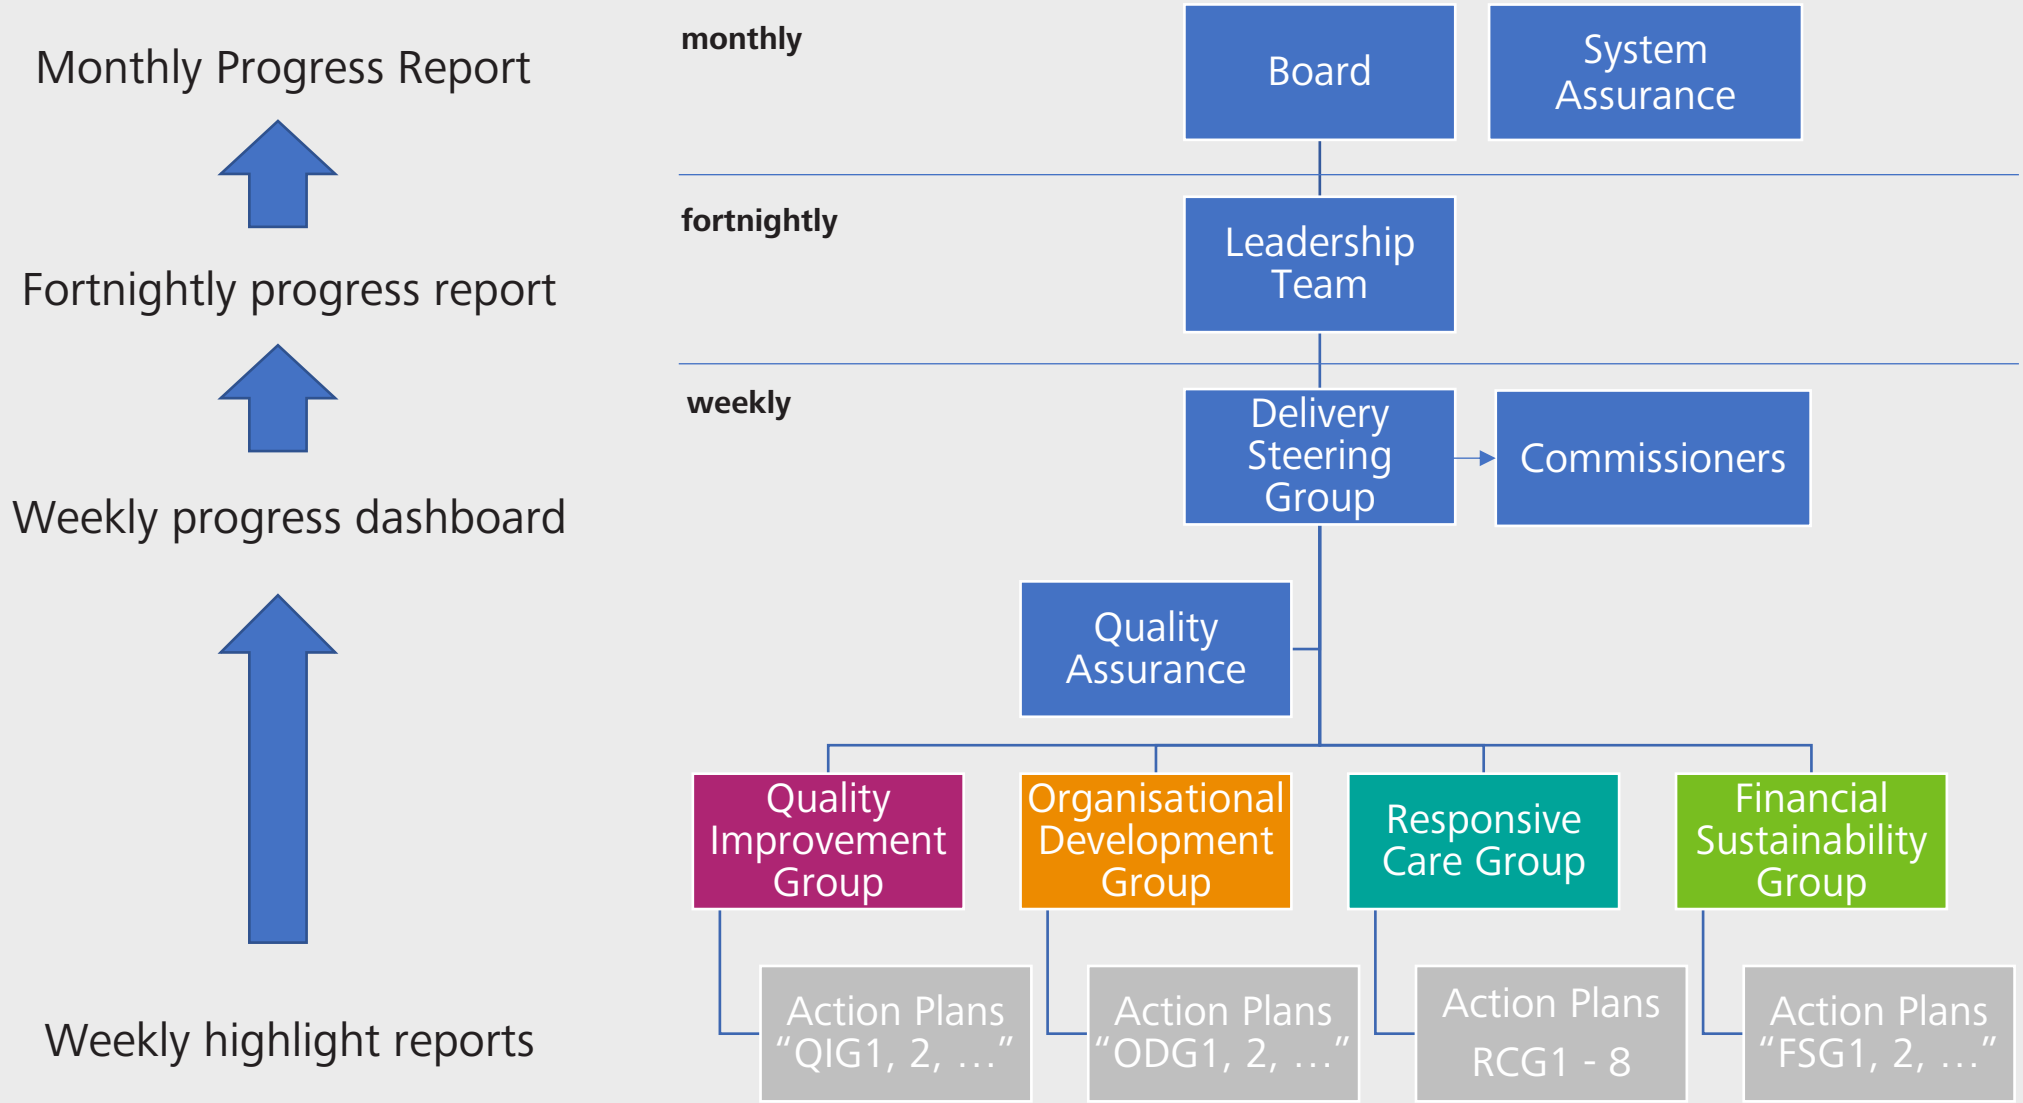 Monthly Progress Report
Fortnightly progress report
Weekly progress dashboard
Weekly highlight reports
monthly
Board
System
Assurance
fortnightly
Leadership
Team
weekly
Delivery
Steering
Group
Commissioners
Quality
Assurance
Quality
Improvement
Group
Organisational
Development
Group
Responsive
Care Group
Financial
Sustainability
Group
Action Plans
“QIG1, 2, …”
Action Plans
“ODG1, 2, …”
Action Plans
RCG1 - 8
Action Plans
“FSG1, 2, …”